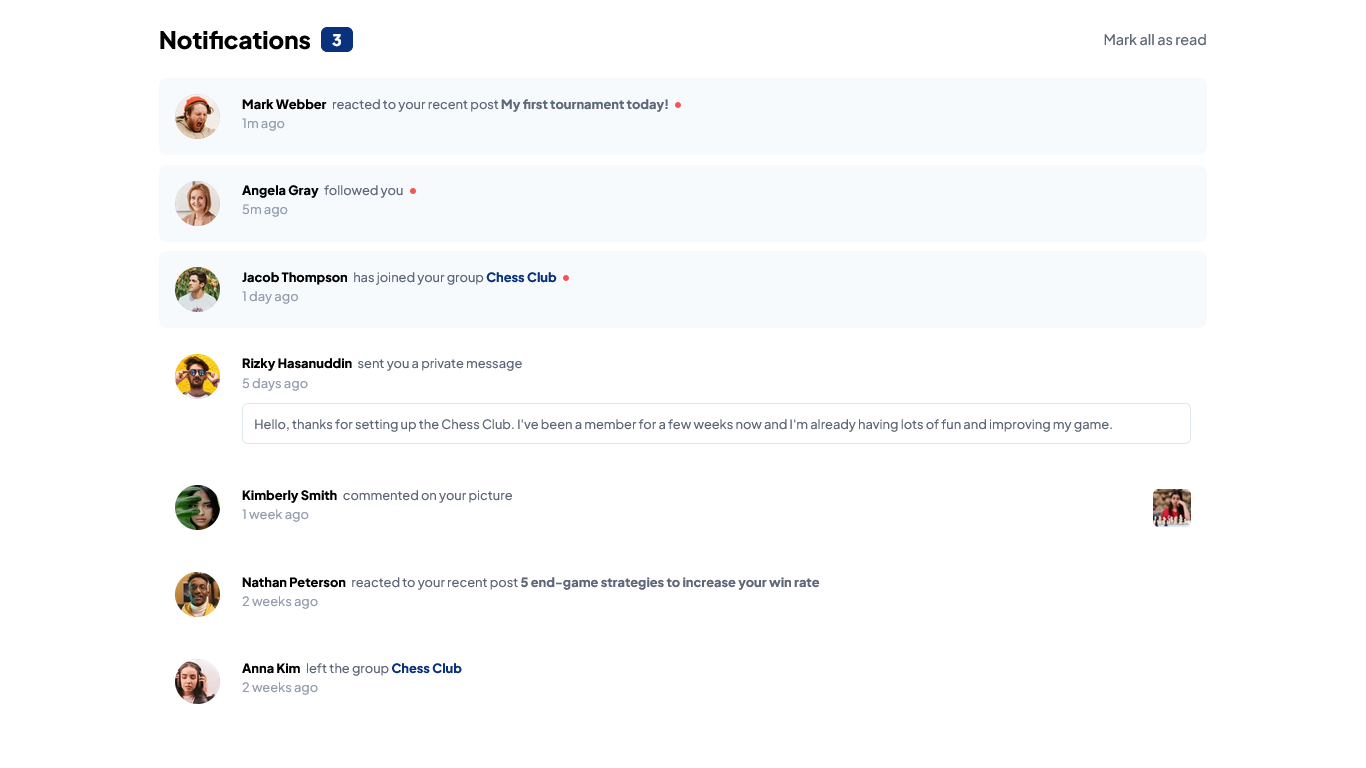 Notifications 3 Mark all as read
Mark Webber reacted to your recent post My first tournament today!
1m ago
Angela Gray followed you
5m ago
Jacob Thompson has joined your group Chess Club
1 day ago
Rizky Hasanuddin sent you a private message
5 days ago
Hello, thanks for setting up the Chess Club. I've been a member for a few weeks now and I'm already having lots of fun and improving my game.
Kimberly Smith commented on your picture
1 week ago
Nathan Peterson reacted to your recent post 5 end-game strategies to increase your win rate
2 weeks ago
Anna Kim left the group Chess Club
2 weeks ago